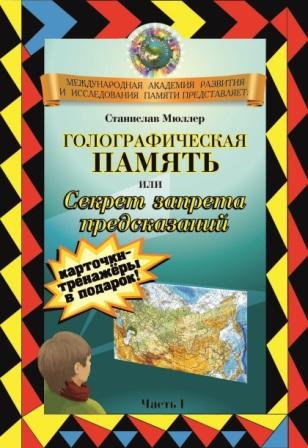 МЕЖДУНАРОДНАЯ АКАДЕМИЯ РАЗВИТИЯ
И ИССЛЕДОВАНИЯ ПАМЯТИ ПРЕДСТАВЛЯЕТ:
Станислав Мюллер
ГОЛОГРАФИЧЕСКАЯ
ПАМЯТЬ
или
Секрет запрета
предсказаний
карточки-
тренажёры
в подарок!
Часть I